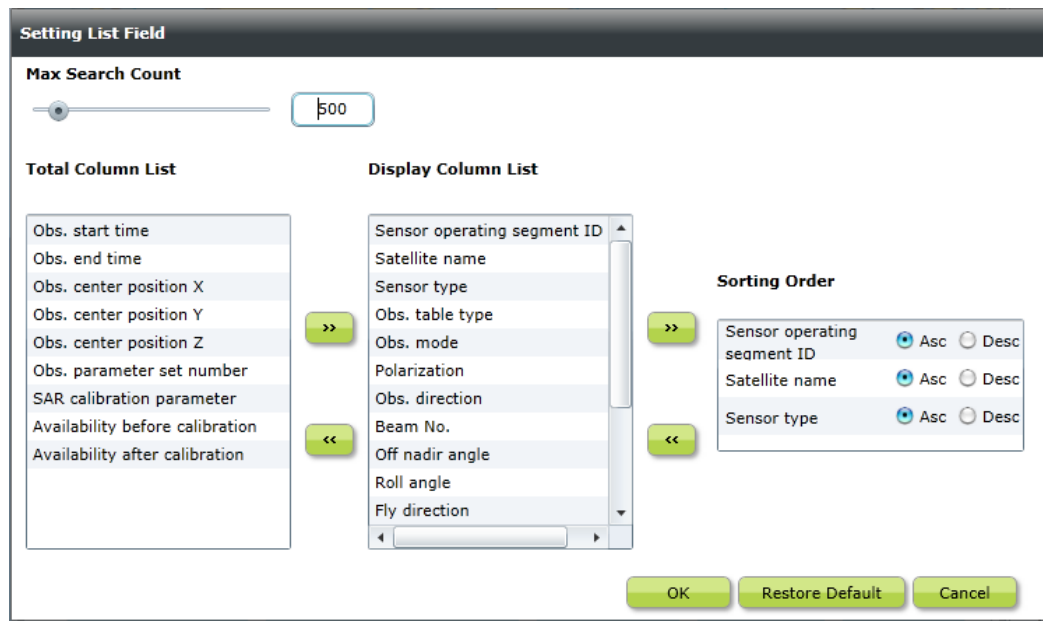 Setting List Field
Max Search Count
500
Total Column List
Display Column List
Obs. start time
Obs. end time
Obs. center position X
Obs. center position Y
Obs. center position Z
Obs. parameter set number
SAR calibration parameter
Availability before calibration
Availability after calibration
>>
<<
Sensor operating segment ID
Satellite name
Sensor type
Obs. table type
Obs. mode
Polarization
Obs. direction
Beam No.
Off nadir angle
Roll angle
Fly direction
>>
<<
Sorting Order
Sensor operating
segment ID
Asc Desc
Satellite name Asc Desc
Sensor type Asc Desc
OK Restore Default Cancel